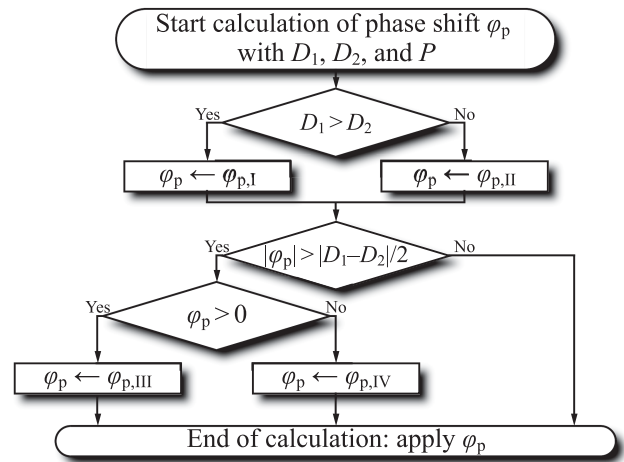 Start calculation of phase shift φp
with D1, D2, and P
D1 > D2
Yes
No
φp ← φp,I
φp ← φp,II
|φp| > |D1–D2|/2
Yes
No
φp > 0
Yes
No
φp ← φp,III
φp ← φp,IV
End of calculation: apply φp